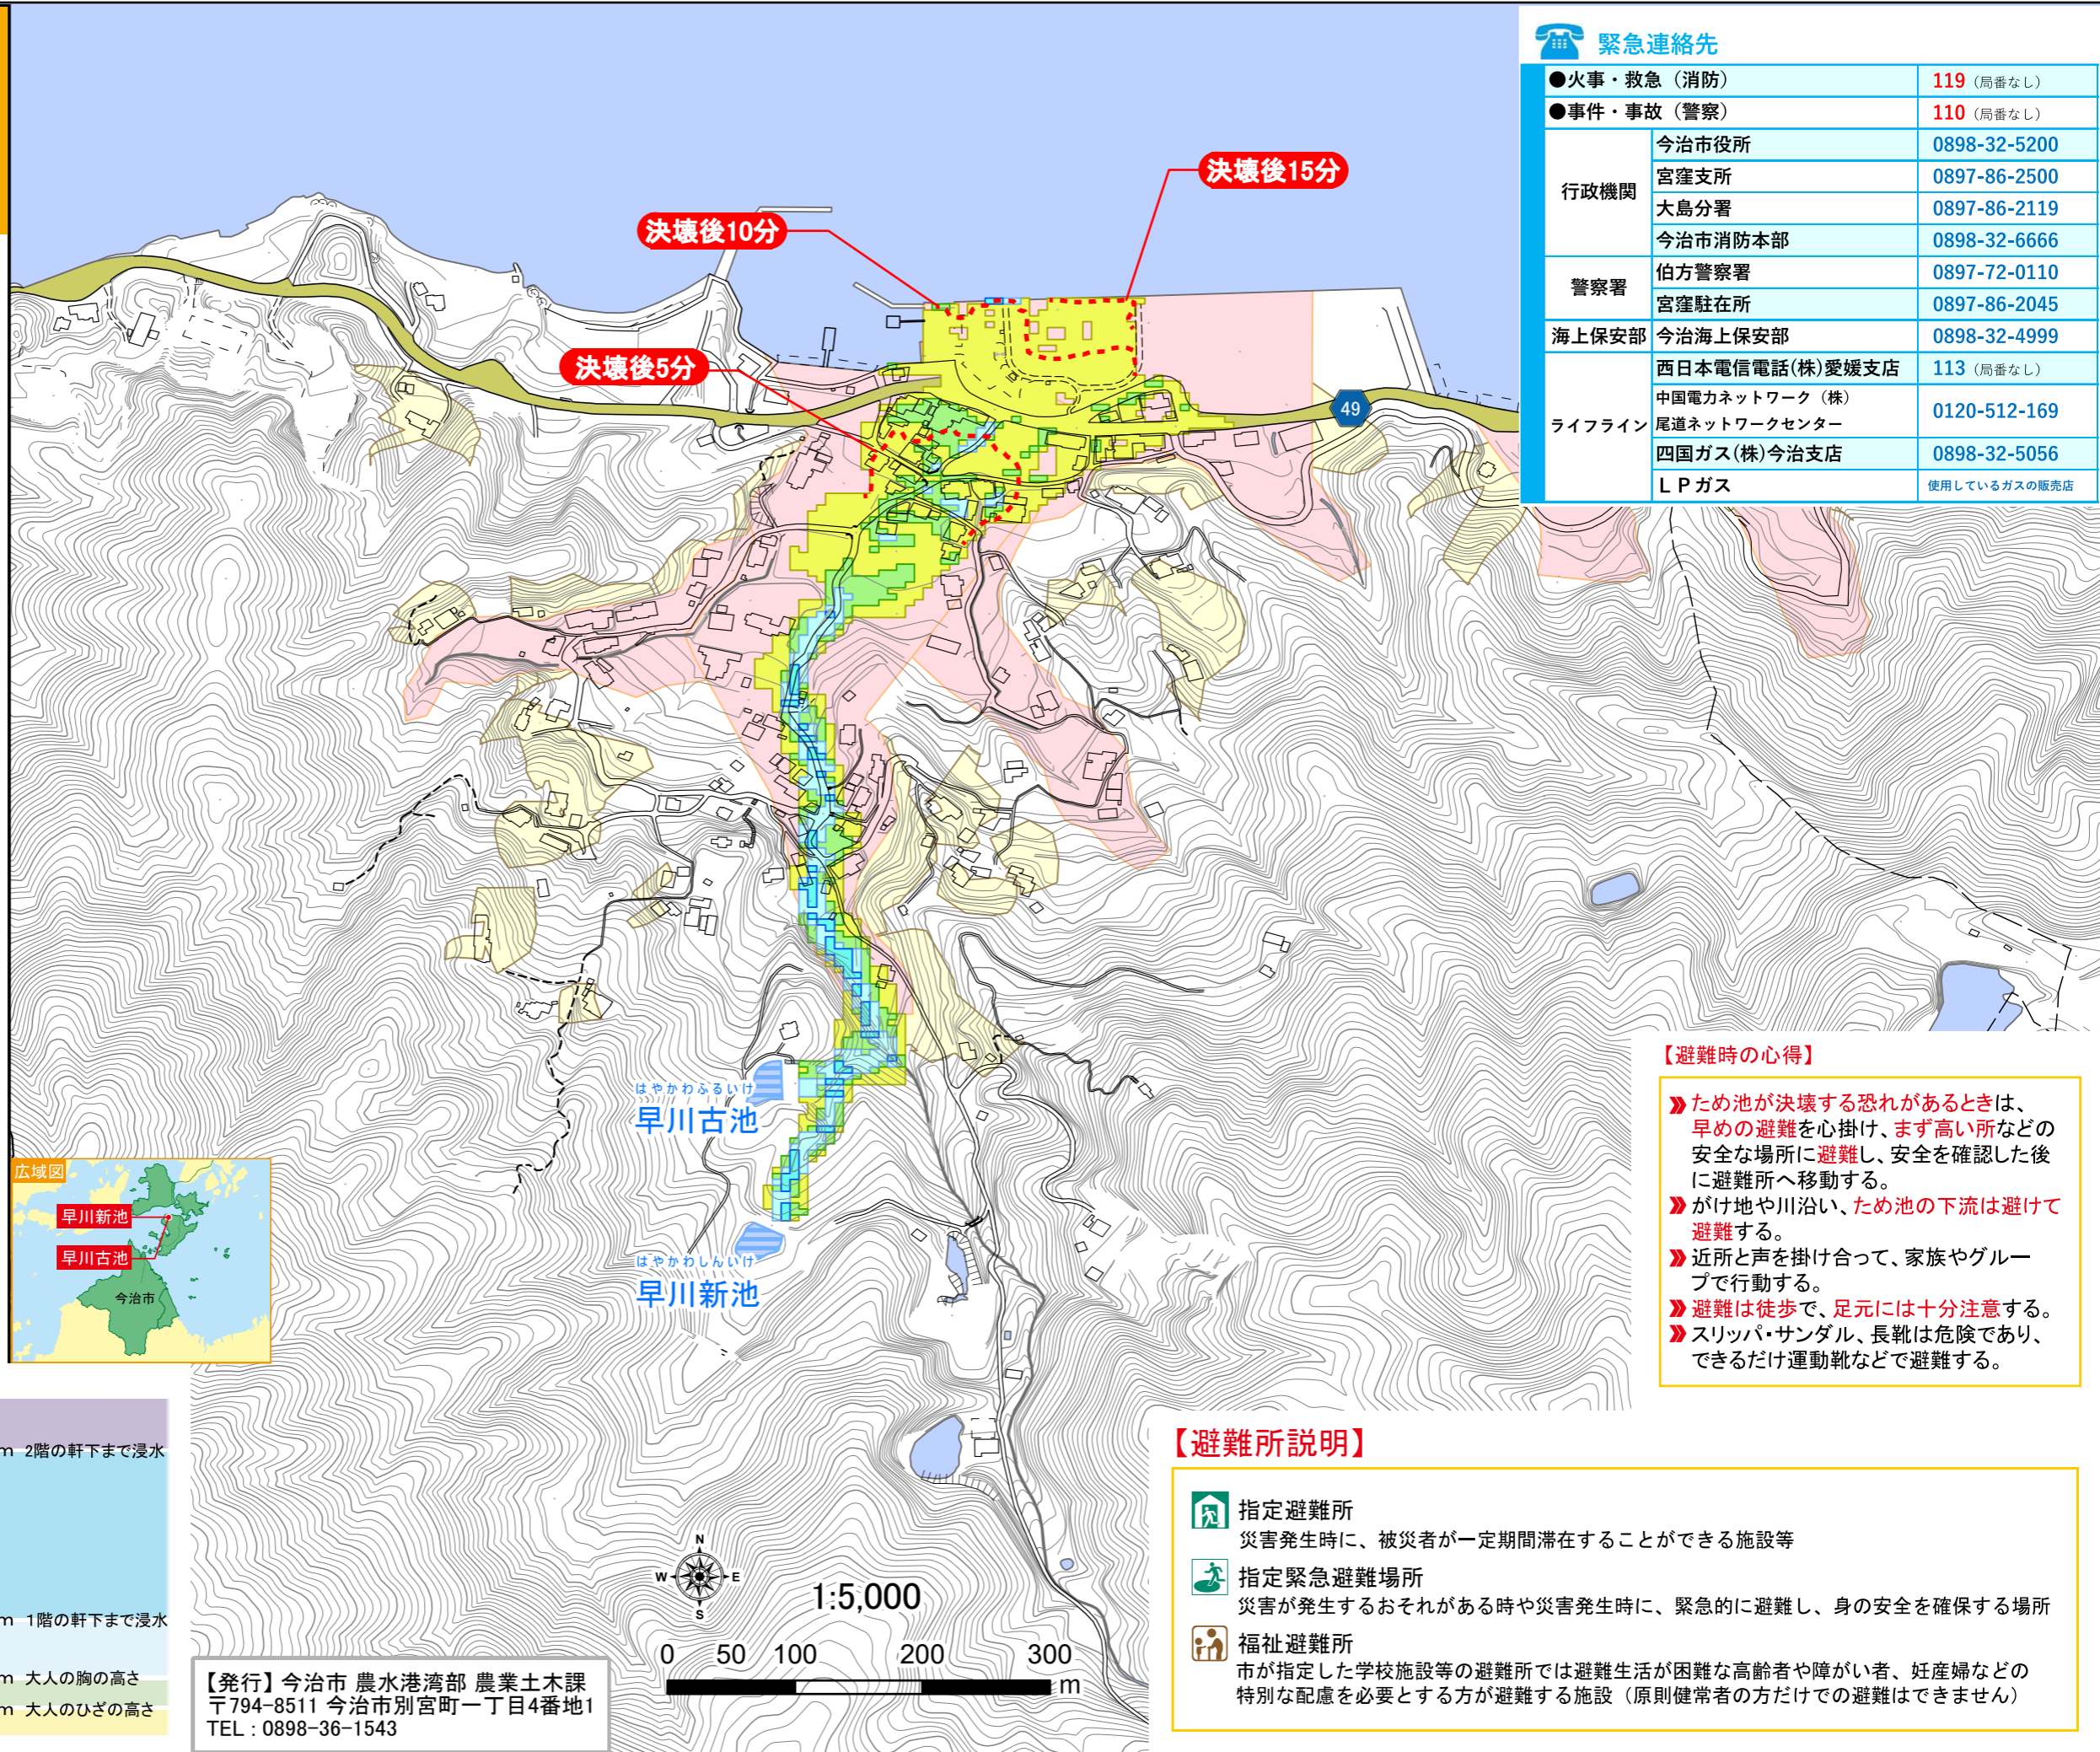 緊急連絡先
●火事・救急（消防） 119（局番なし）
●事件・事故（警察） 110（局番なし）
行政機関
今治市役所 0898-32-5200
宮窪支所 0897-86-2500
大島分署 0897-86-2119
今治市消防本部 0898-32-6666
警察署
伯方警察署 0897-72-0110
宮窪駐在所 0897-86-2045
海上保安部 今治海上保安部 0898-32-4999
ライフライン
西日本電信電話(株)愛媛支店 113（局番なし）
中国電力ネットワーク（株）
尾道ネットワークセンター 0120-512-169
四国ガス(株)今治支店 0898-32-5056
ＬＰガス 使用しているガスの販売店
決壊後15分
決壊後10分
決壊後5分
49
はやかわふるいけ
早川古池
はやかわしんいけ
早川新池
広域図
早川新池
早川古池
今治市
【避難時の心得】
ため池が決壊する恐れがあるときは、
早めの避難を心掛け、まず高い所などの
安全な場所に避難し、安全を確認した後
に避難所へ移動する。
がけ地や川沿い、ため池の下流は避けて
避難する。
近所と声を掛け合って、家族やグルー
プで行動する。
避難は徒歩で、足元には十分注意する。
スリッパ・サンダル、長靴は危険であり、
できるだけ運動靴などで避難する。
m 2階の軒下まで浸水
m 1階の軒下まで浸水
m 大人の胸の高さ
m 大人のひざの高さ
【発行】今治市 農水港湾部 農業土木課
〒794-8511 今治市別宮町一丁目4番地1
TEL：0898-36-1543
N
W E
S
1:5,000
0 50 100 200 300
m
【避難所説明】
指定避難所
災害発生時に、被災者が一定期間滞在することができる施設等
指定緊急避難場所
災害が発生するおそれがある時や災害発生時に、緊急的に避難し、身の安全を確保する場所
福祉避難所
市が指定した学校施設等の避難所では避難生活が困難な高齢者や障がい者、妊産婦などの
特別な配慮を必要とする方が避難する施設（原則健常者の方だけでの避難はできません）